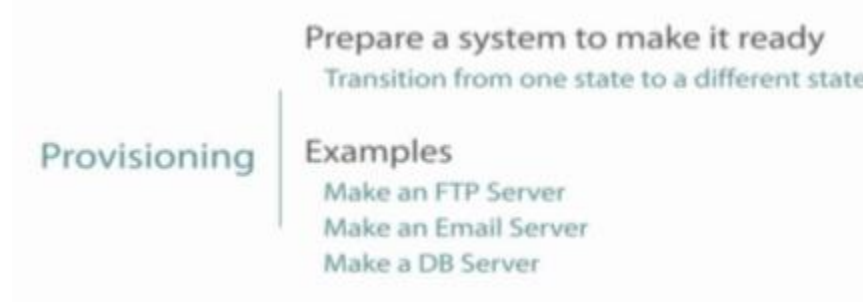 Prepare a system to make it ready
Transition from one state to a different state
Provisioning
Examples
Make an FTP Server
Make an Email Server
Make a DB Server